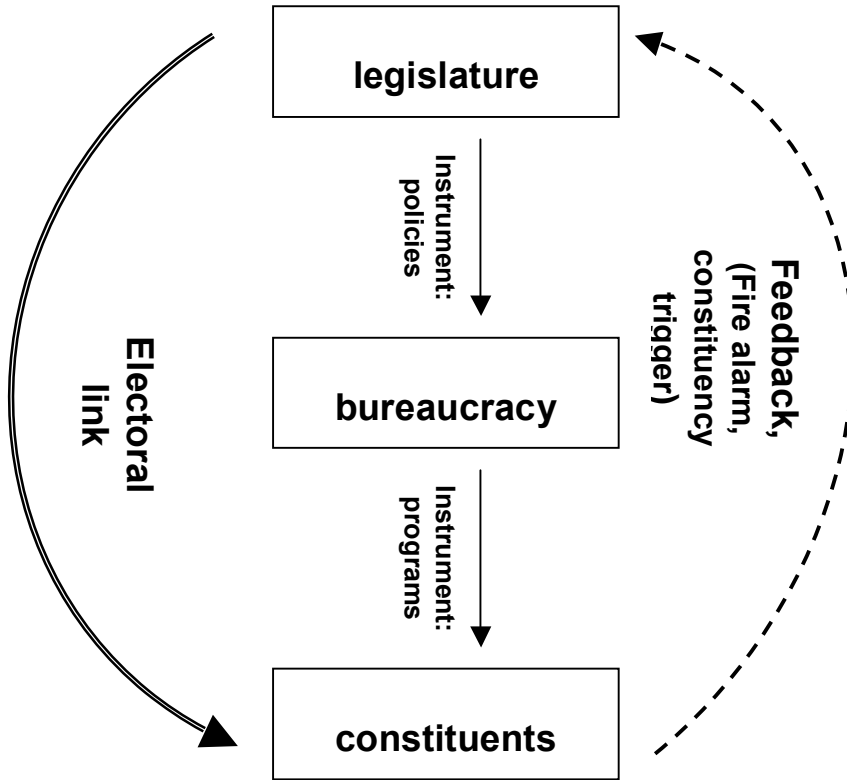 legislature
Instrument:
policies
Feedback,
(Fire alarm,
constituency
trigger)
Electoral
link
bureaucracy
Instrument:
programs
constituents